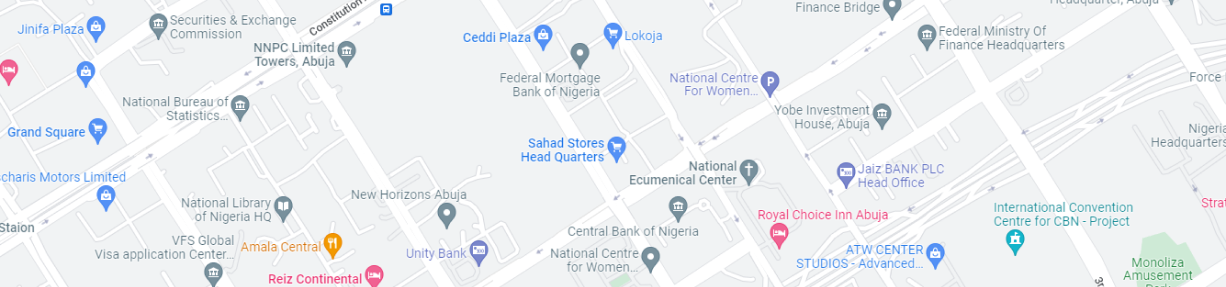 Jinfa Plaza
Securities & Exchange
Commission
Constitution
NNPC Limited
Towers, Abuja
Ceddi Plaza
Lokoja
Finance Bridge
Headquarter, Abuja
Federal Ministry Of
Finance Headquarters
Federal Mortgage
Bank of Nigeria
National Centre
For Women...
P
Force
National Bureau of
Statistics...
Yobe Investment
House, Abuja
Grand Square
Nigeria
Headquarters
Sahad Stores
Head Quarters
National
Ecumenical Center
Jaiz BANK PLC
Head Office
scharis Motors Limited
New Horizons Abuja
National Library
of Nigeria HQ
Strat
Royal Choice Inn Abuja
International Convention
Centre for CBN - Project
Staion
Central Bank of Nigeria
VFS Global
Visa application Center...
Amala Central
Unity Bank
National Centre
for Women...
ATW CENTER
STUDIOS - Advanced...
Monoliza
Amusement
Reiz Continental